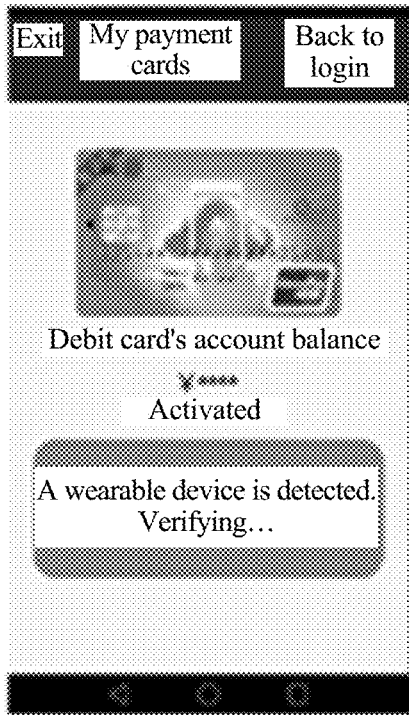 Exit
My payment
cards
Back to
login
Debit card's account balance
¥****
Activated
A wearable device is detected.
Verifying…